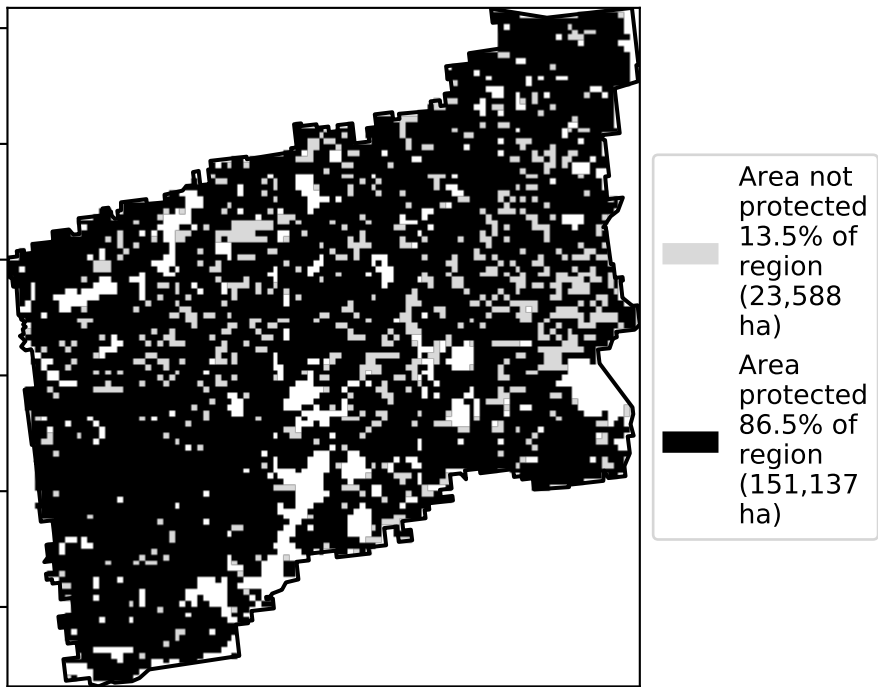 Area not
protected
13.5% of
region
(23,588
ha)
Area
protected
86.5% of
region
(151,137
ha)